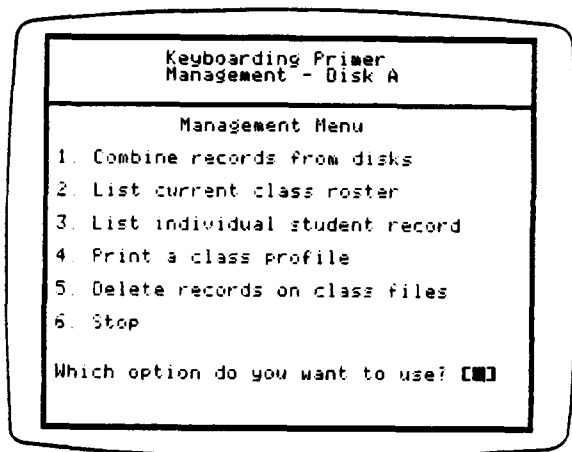 Keyboarding Primer
Management - Disk A
Management Menu
1. Combine records from disks
2. List current class roster
3. List individual student record
4. Print a class profile
5. Delete records on class files
6. Stop
Which option do you want to use? [■]